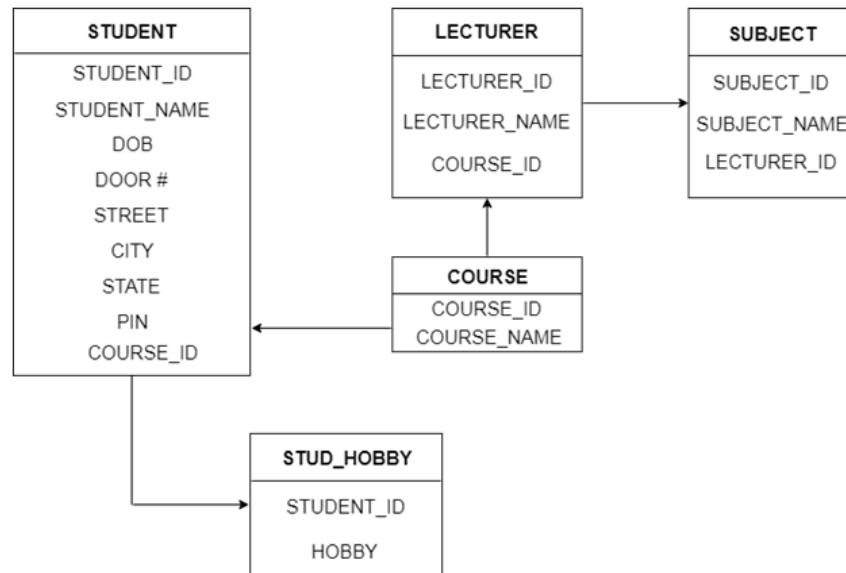 STUDENT
STUDENT_ID
STUDENT_NAME
DOB
DOOR #
STREET
CITY
STATE
PIN
COURSE_ID
LECTURER
LECTURER_ID
LECTURER_NAME
COURSE_ID
SUBJECT
SUBJECT_ID
SUBJECT_NAME
LECTURER_ID
COURSE
COURSE_ID
COURSE_NAME
STUD_HOBBY
STUDENT_ID
HOBBY